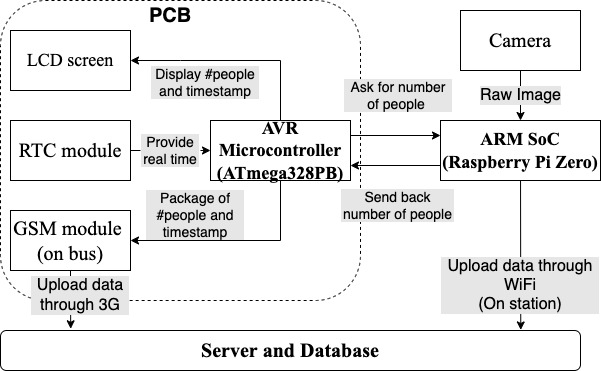 PCB
LCD screen
Camera
Display #people
and timestamp
Ask for number
of people
Raw Image
RTC module
Provide
real time
AVR
Microcontroller
(ATmega328PB)
ARM SoC
(Raspberry Pi Zero)
Package of
#people and
timestamp
Send back
number of people
GSM module
(on bus)
Upload data
through 3G
Upload data through
WiFi
(On station)
Server and Database